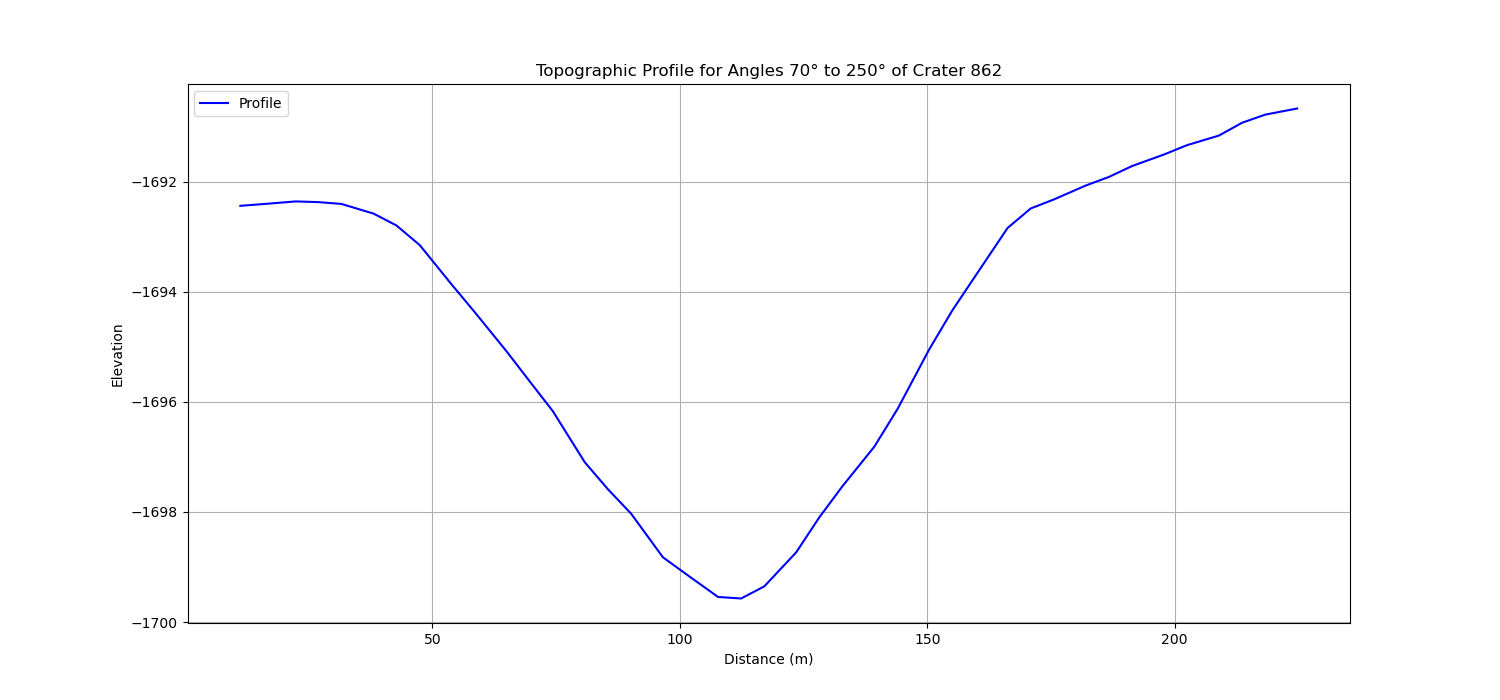 Topographic Profile for Angles 70° to 250° of Crater 862
Profile
−1692
−1694
−1696
−1698
−1700
Elevation
50
100
150
200
Distance (m)